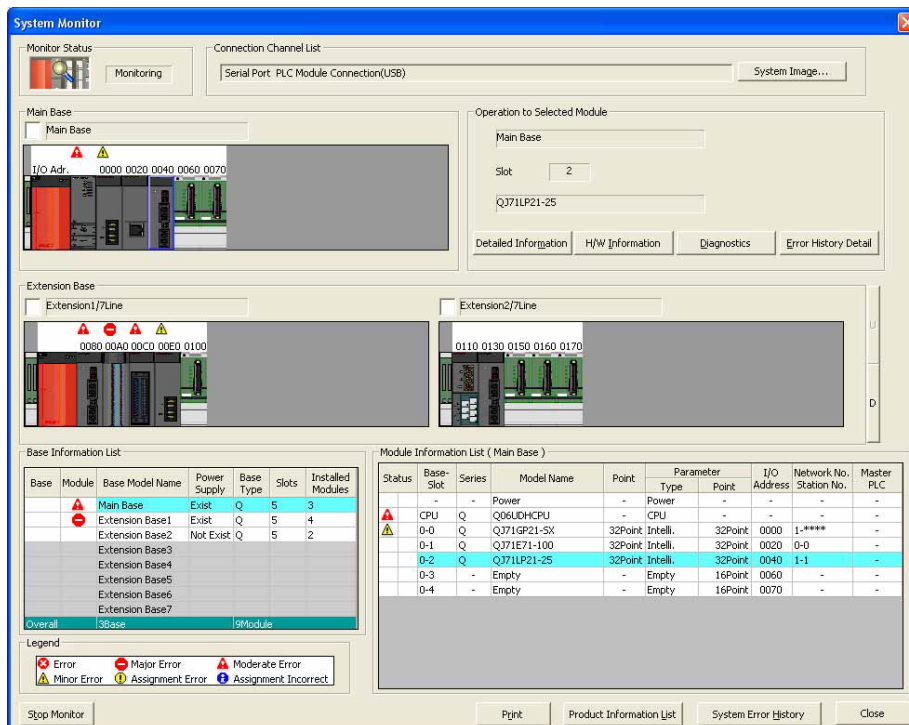 System Monitor
Monitor Status
Monitoring
Connection Channel List
Serial Port PLC Module Connection(USB)
System Image...
Main Base
Main Base
I/O Adr. 0000 0020 0040 0060 0070
Operation to Selected Module
Main Base
Slot 2
QJ71LP21-25
Detailed Information H/W Information Diagnostics Error History Detail
Extension Base
Extension1/7Line
0080 00A0 00C0 00E0 0100
Extension2/7Line
0110 0130 0150 0160 0170
U
D
Base Information List
Base Module Base Model Name Power Supply Base Type Slots Installed Modules
Main Base Exist Q 5 3
Extension Base1 Exist Q 5 4
Extension Base2 Not Exist Q 5 2
Extension Base3
Extension Base4
Extension Base5
Extension Base6
Extension Base7
Overall 3Base 9Module
Legend
Error Major Error Moderate Error
Minor Error Assignment Error Assignment Incorrect
Module Information List ( Main Base )
Status Base-Slot Series Model Name Point Parameter Type Point I/O Address Network No. Station No. Master PLC
- - Power - Power - - - -
CPU Q Q06UDHCPU - CPU - - - -
0-0 Q QJ71GP21-SX 32Point Intelli. 32Point 0000 1-**** -
0-1 Q QJ71E71-100 32Point Intelli. 32Point 0020 0-0 -
0-2 Q QJ71LP21-25 32Point Intelli. 32Point 0040 1-1 -
0-3 - Empty - Empty 16Point 0060 - -
0-4 - Empty - Empty 16Point 0070 - -
Stop Monitor Print Product Information List System Error History Close